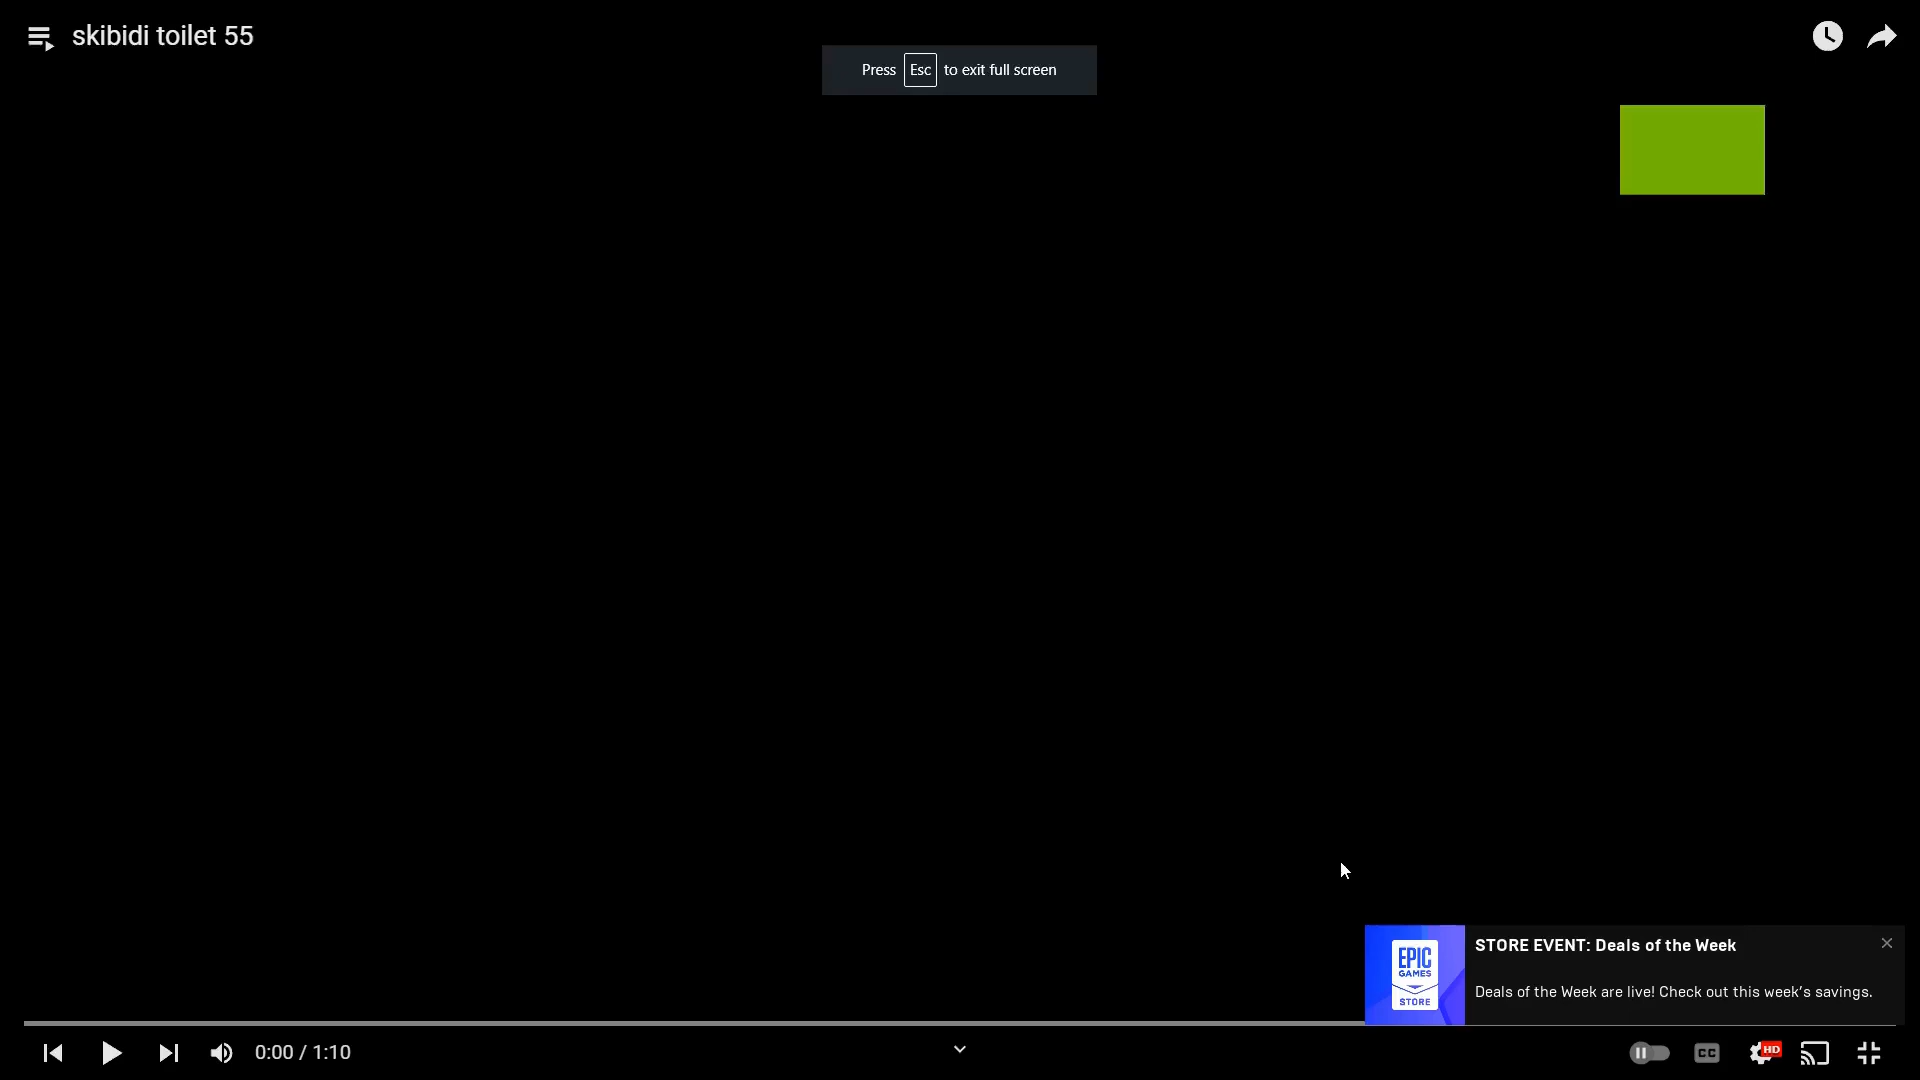 skibidi toilet 55
Press Esc to exit full screen
EPIC
GAMES
STORE
STORE EVENT: Deals of the Week
Deals of the Week are live! Check out this week's savings.
0:00 / 1:10
CC
HD